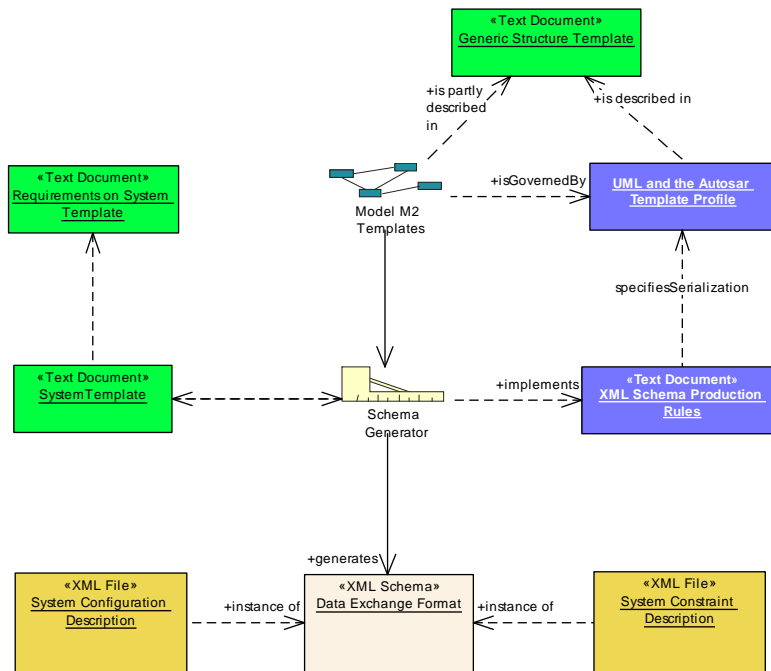 «Text Document»
Generic Structure Template
+is partly
described
in
+is described in
«Text Document»
Requirements on System
Template
+isGovernedBy
UML and the Autosar
Template Profile
Model M2
Templates
specifiesSerialization
«Text Document»
SystemTemplate
+implements
«Text Document»
XML Schema Production
Rules
Schema
Generator
+generates
«XML File»
System Configuration
Description
+instance of
«XML Schema»
Data Exchange Format
+instance of
«XML File»
System Constraint
Description